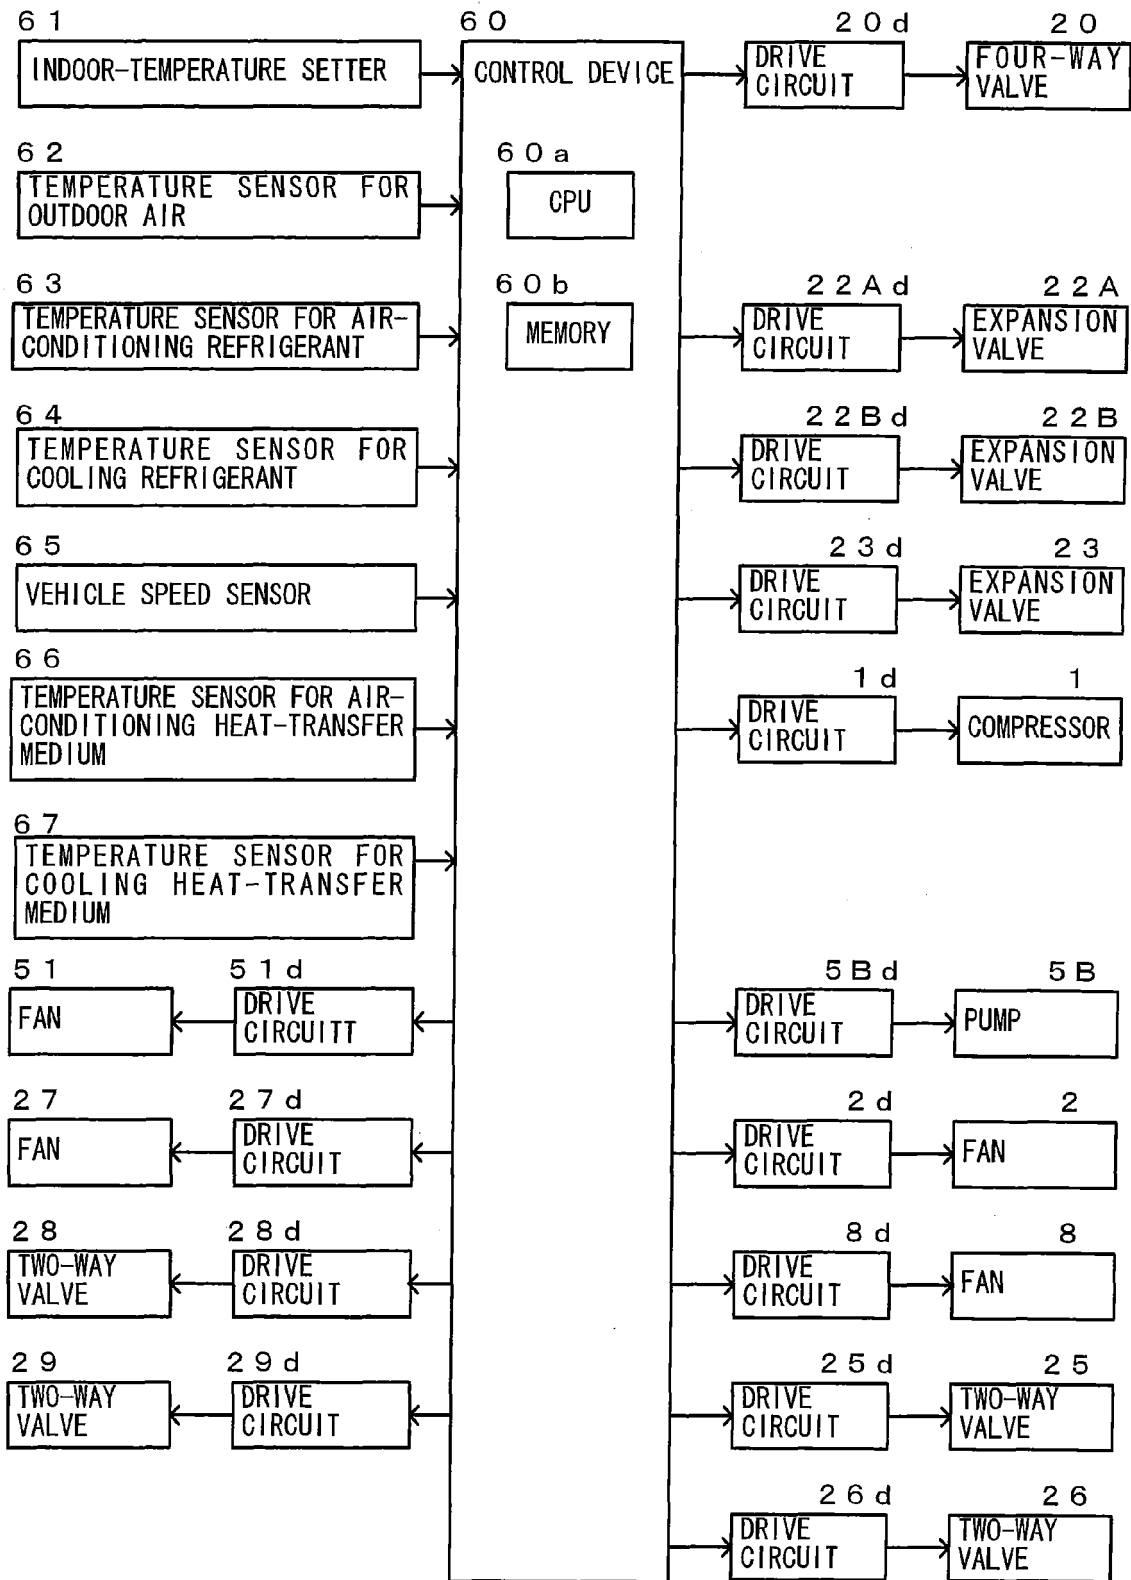 61
INDOOR-TEMPERATURE SETTER
60
CONTROL DEVICE
20d
DRIVE
CIRCUIT
20
FOUR-WAY
VALVE
62
TEMPERATURE SENSOR FOR
OUTDOOR AIR
60a
CPU
63
TEMPERATURE SENSOR FOR AIR-
CONDITIONING REFRIGERANT
60b
MEMORY
22Ad
DRIVE
CIRCUIT
22A
EXPANSION
VALVE
64
TEMPERATURE SENSOR FOR
COOLING REFRIGERANT
22Bd
DRIVE
CIRCUIT
22B
EXPANSION
VALVE
65
VEHICLE SPEED SENSOR
23d
DRIVE
CIRCUIT
23
EXPANSION
VALVE
66
TEMPERATURE SENSOR FOR AIR-
CONDITIONING HEAT-TRANSFER
MEDIUM
1d
DRIVE
CIRCUIT
1
COMPRESSOR
67
TEMPERATURE SENSOR FOR
COOLING HEAT-TRANSFER
MEDIUM
51
FAN
51d
DRIVE
CIRCUITT
5Bd
DRIVE
CIRCUIT
5B
PUMP
27
FAN
27d
DRIVE
CIRCUIT
2d
DRIVE
CIRCUIT
2
FAN
28
TWO-WAY
VALVE
28d
DRIVE
CIRCUIT
8d
DRIVE
CIRCUIT
8
FAN
29
TWO-WAY
VALVE
29d
DRIVE
CIRCUIT
25d
DRIVE
CIRCUIT
25
TWO-WAY
VALVE
26d
DRIVE
CIRCUIT
26
TWO-WAY
VALVE